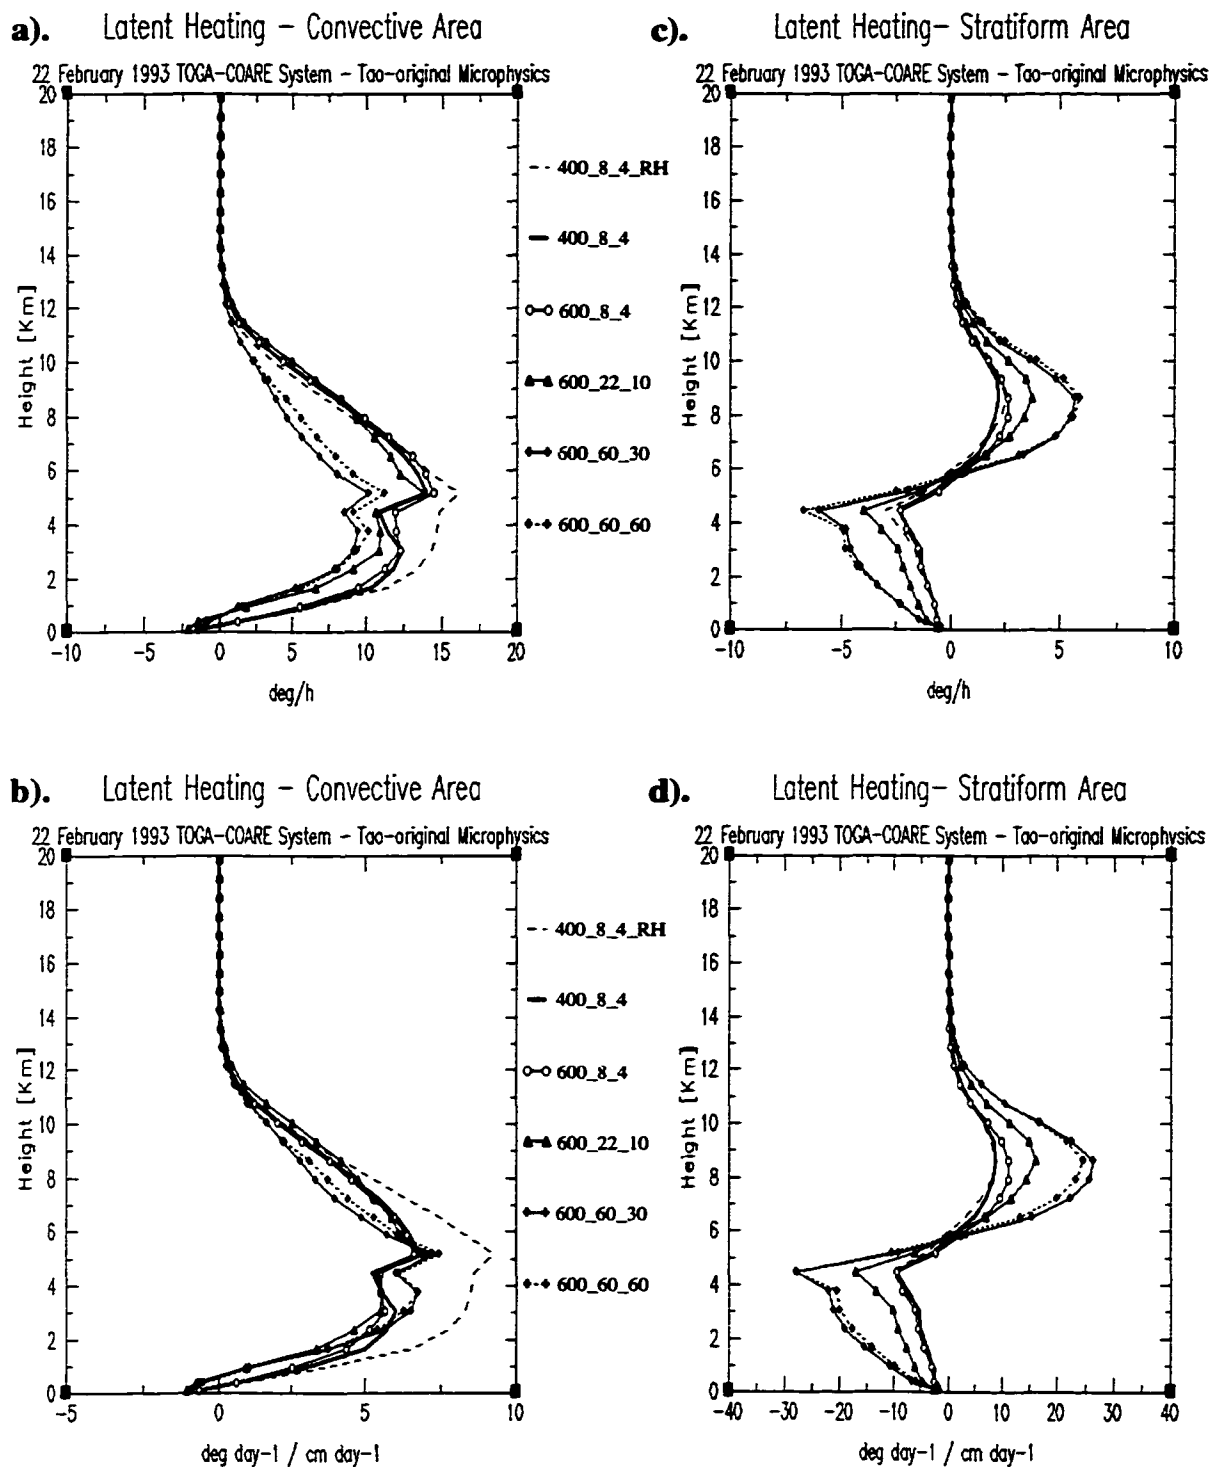 a).
Latent Heating - Convective Area
22 February 1993 TOGA-COARE System - Tao-original Microphysics
20
18
16
14
12
10
8
6
4
2
0
Height [Km]
-10 -5 0 5 10 15 20
deg/h
400_8_4_RH
400_8_4
600_8_4
600_22_10
600_60_30
600_60_60
c).
Latent Heating- Stratiform Area
22 February 1993 TOGA-COARE System - Tao-original Microphysics
20
18
16
14
12
10
8
6
4
2
0
Height [Km]
-10 -5 0 5 10
deg/h
b).
Latent Heating - Convective Area
22 February 1993 TOGA-COARE System - Tao-original Microphysics
20
18
16
14
12
10
8
6
4
2
0
Height [Km]
-5 0 5 10
deg day-1 / cm day-1
400_8_4_RH
400_8_4
600_8_4
600_22_10
600_60_30
600_60_60
d).
Latent Heating- Stratiform Area
22 February 1993 TOGA-COARE System - Tao-original Microphysics
20
18
16
14
12
10
8
6
4
2
0
Height [Km]
-40 -30 -20 -10 0 10 20 30 40
deg day-1 / cm day-1